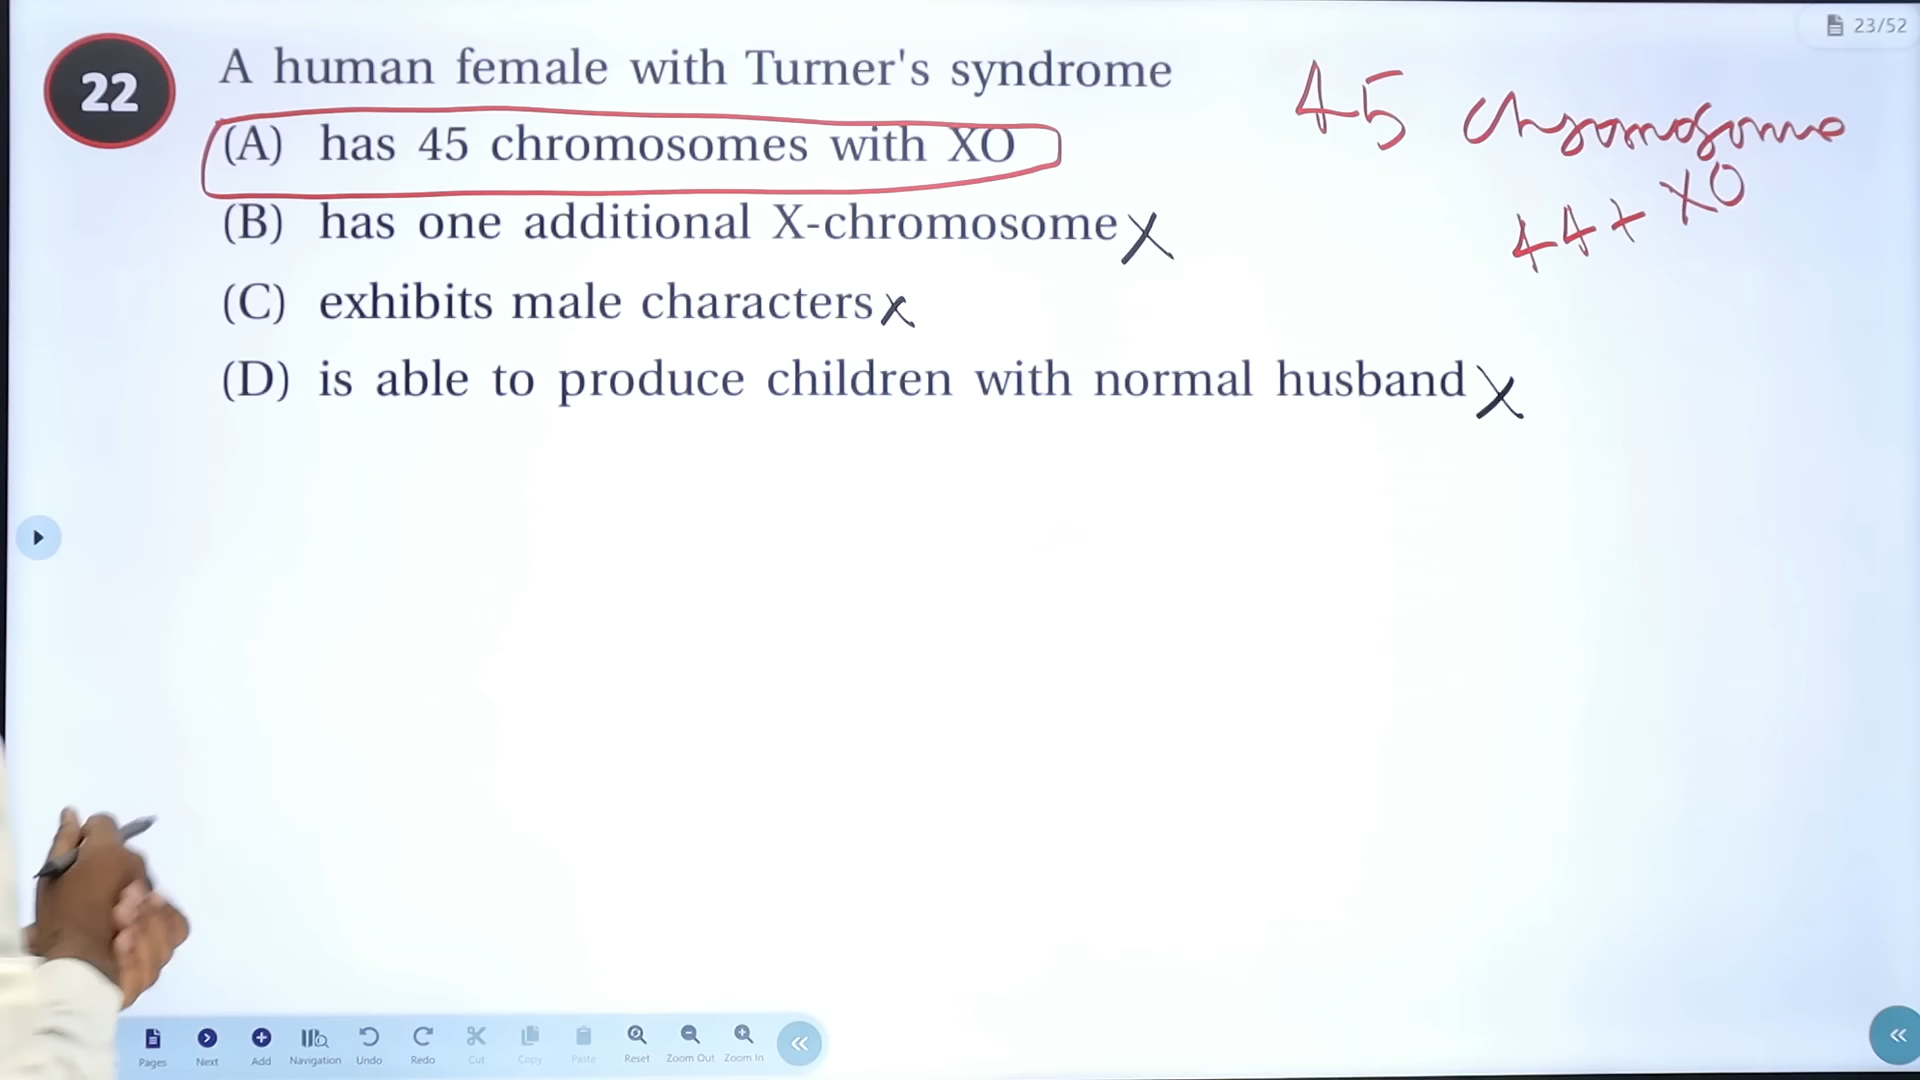 23/52
22
A human female with Turner's syndrome
(A) has 45 chromosomes with XO
(B) has one additional X-chromosome X
(C) exhibits male characters x
(D) is able to produce children with normal husband X
45 chromosome
44 + XO
Pages Next Add Navigation Undo Redo Cut Copy Paste Reset Zoom Out Zoom In